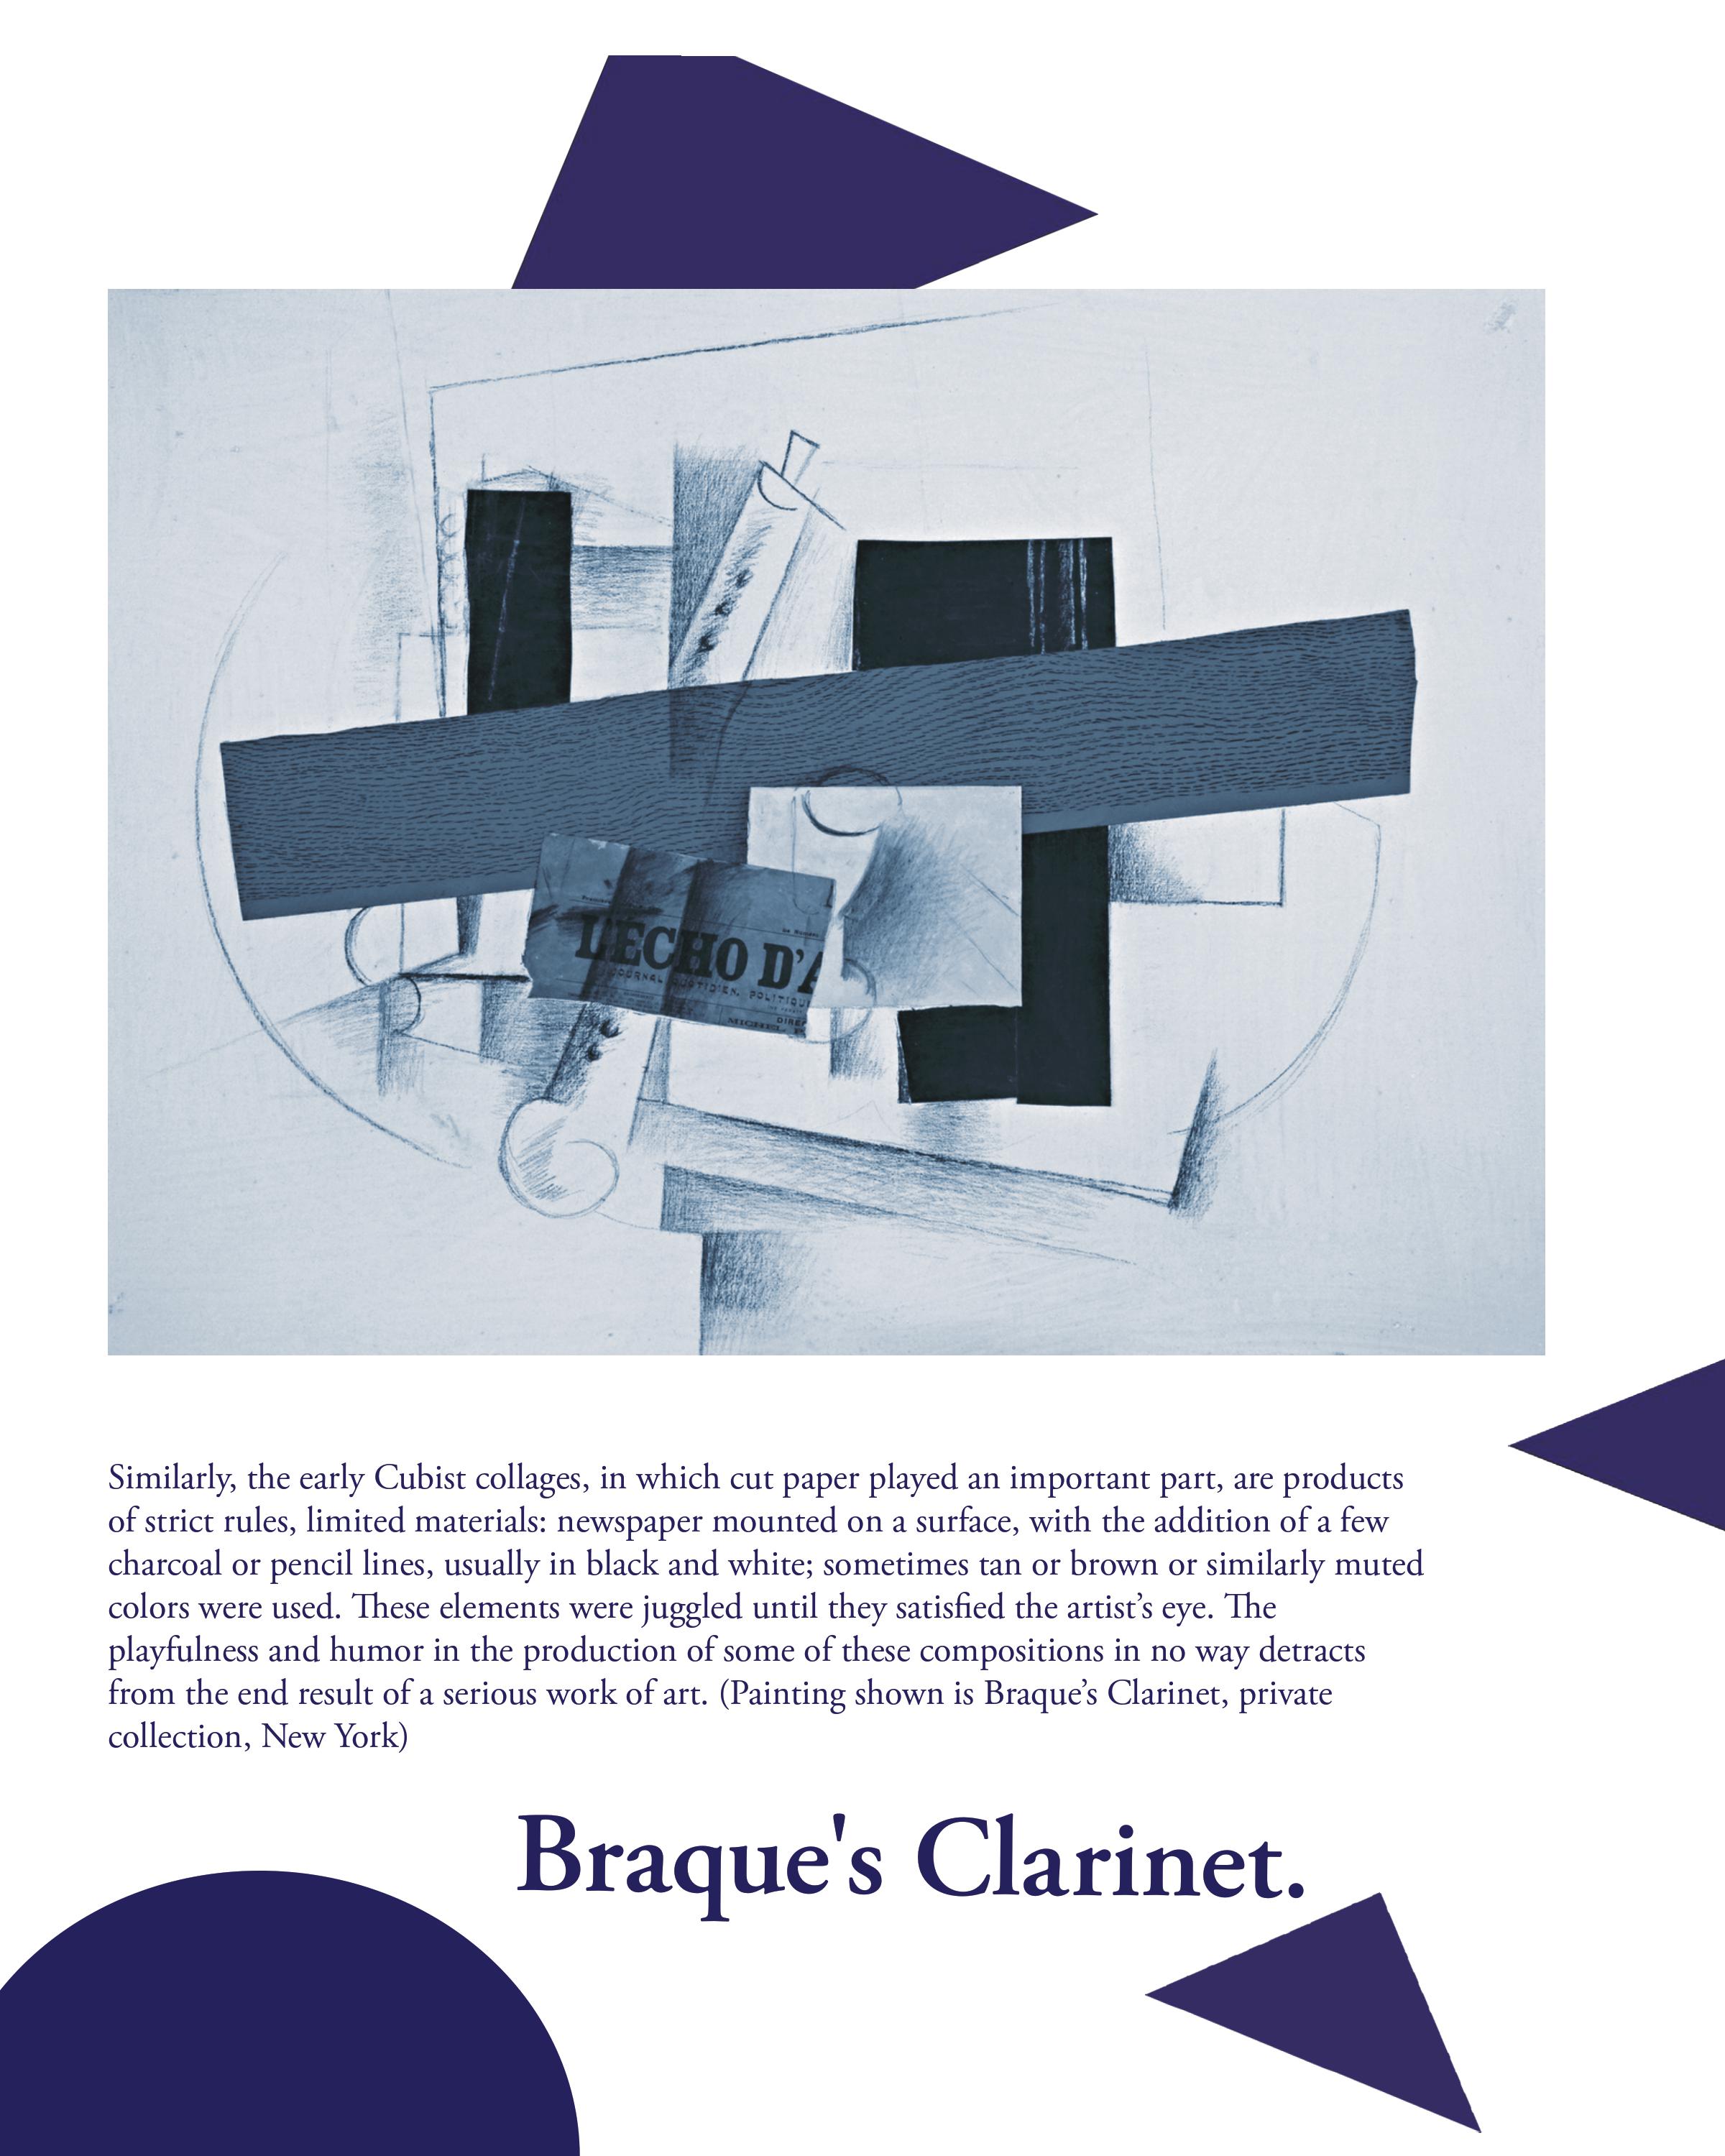 L'ECHO D'A
JOURNAL QUOTIDIEN, POLITIQU
DIREC
MICHEL
Similarly, the early Cubist collages, in which cut paper played an important part, are products
of strict rules, limited materials: newspaper mounted on a surface, with the addition of a few
charcoal or pencil lines, usually in black and white; sometimes tan or brown or similarly muted
colors were used. These elements were juggled until they satisfied the artist’s eye. The
playfulness and humor in the production of some of these compositions in no way detracts
from the end result of a serious work of art. (Painting shown is Braque’s Clarinet, private
collection, New York)
Braque's Clarinet.